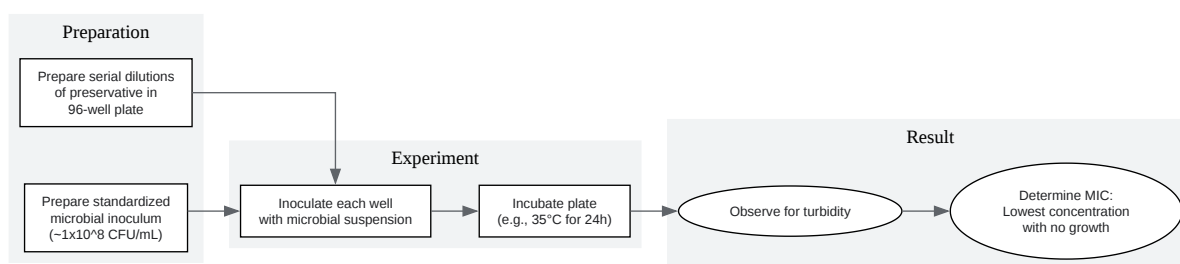 Preparation
Prepare serial dilutions
of preservative in
96-well plate
Prepare standardized
microbial inoculum
(~1x10^8 CFU/mL)
Experiment
Inoculate each well
with microbial suspension
Incubate plate
(e.g., 35°C for 24h)
Result
Observe for turbidity
Determine MIC:
Lowest concentration
with no growth